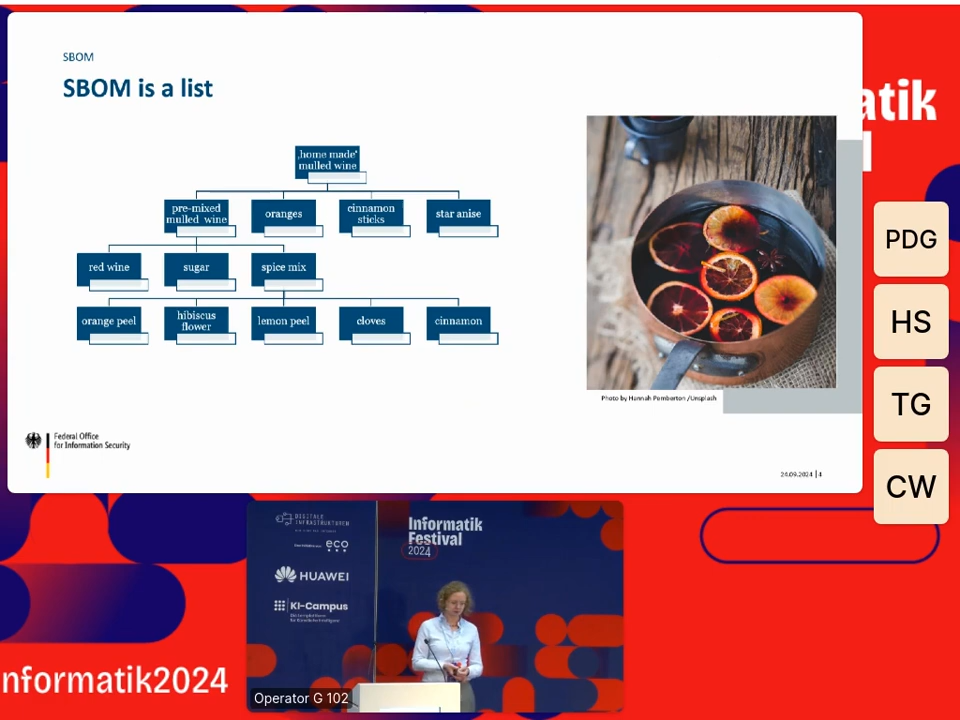 SBOM
SBOM is a list
‚home made'
mulled wine
pre-mixed
mulled wine
oranges
cinnamon
sticks
star anise
red wine
sugar
spice mix
orange peel
hibiscus
flower
lemon peel
cloves
cinnamon
Photo by Hannah Pemberton /Unsplash
Federal Office
for Information Security
24.09.2024 | 4
atik
PDG
HS
TG
CW
DIGITALE
INFRASTRUKTUREN
eco
HUAWEI
KI-Campus
Informatik
Festival
2024
Operator G 102
nformatik2024